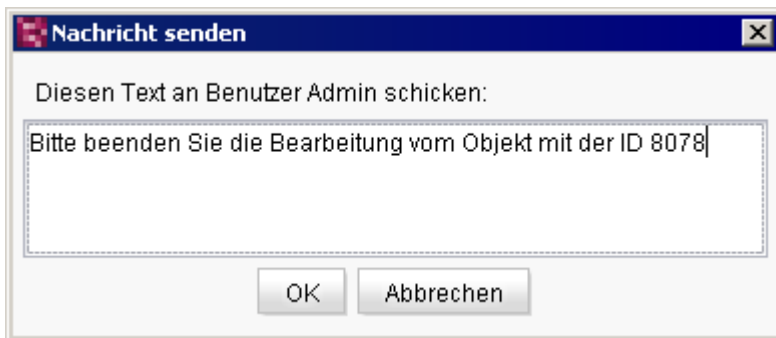 Nachricht senden
Diesen Text an Benutzer Admin schicken:
Bitte beenden Sie die Bearbeitung vom Objekt mit der ID 8078
OK Abbrechen